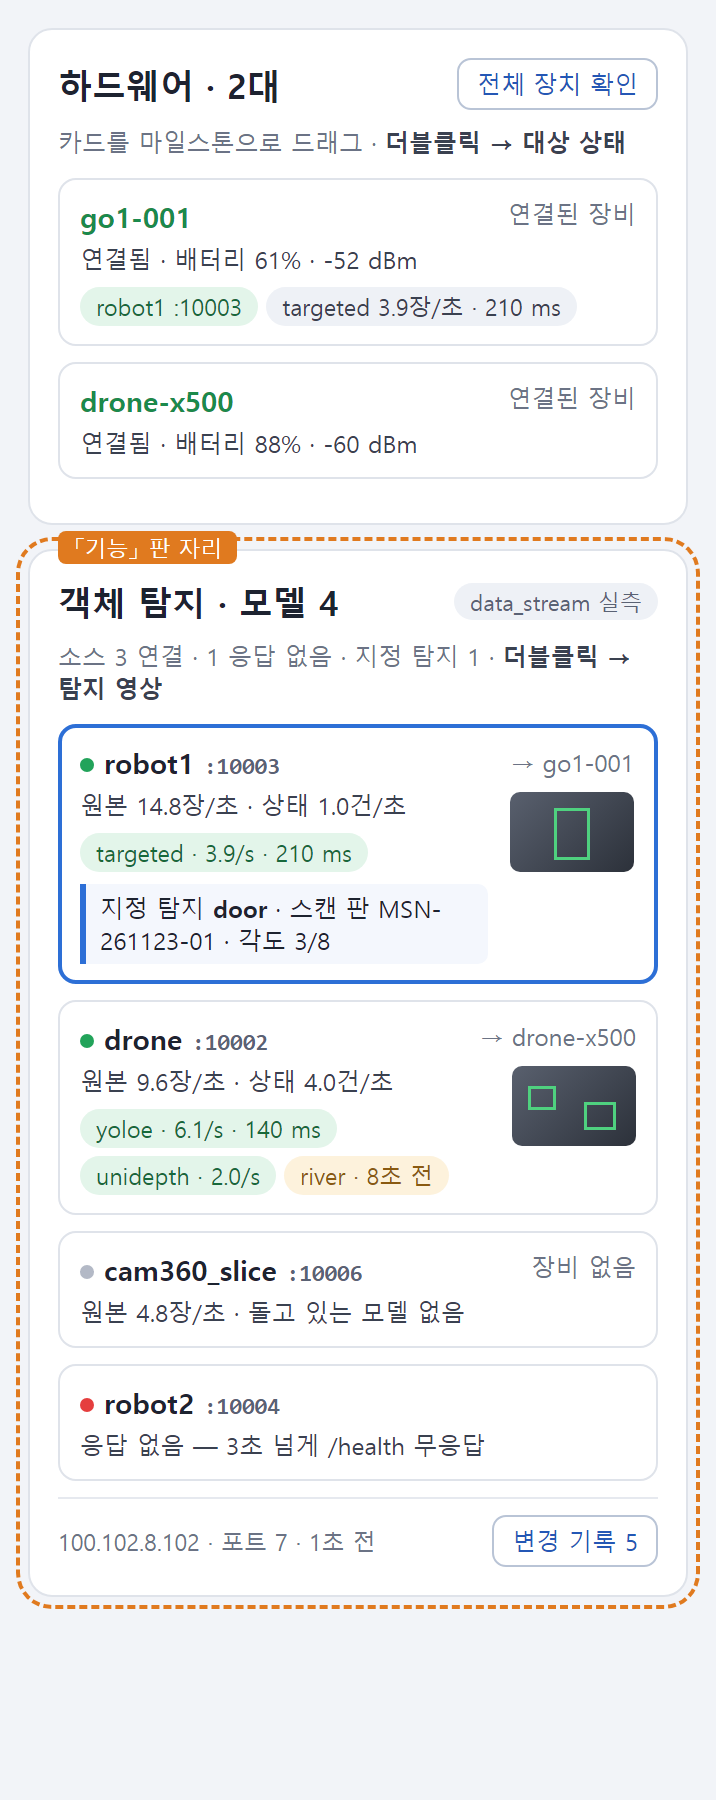 하드웨어 · 2대
전체 장치 확인
카드를 마일스톤으로 드래그 · 더블클릭 → 대상 상태
go1-001
연결된 장비
연결됨 · 배터리 61% · -52 dBm
robot1 :10003
targeted 3.9장/초 · 210 ms
drone-x500
연결된 장비
연결됨 · 배터리 88% · -60 dBm
「기능」 판 자리
객체 탐지 · 모델 4
data_stream 실측
소스 3 연결 · 1 응답 없음 · 지정 탐지 1 · 더블클릭 →
탐지 영상
robot1 :10003
→ go1-001
원본 14.8장/초 · 상태 1.0건/초
targeted · 3.9/s · 210 ms
지정 탐지 door · 스캔 판 MSN-
261123-01 · 각도 3/8
drone :10002
→ drone-x500
원본 9.6장/초 · 상태 4.0건/초
yoloe · 6.1/s · 140 ms
unidepth · 2.0/s
river · 8초 전
cam360_slice :10006
장비 없음
원본 4.8장/초 · 돌고 있는 모델 없음
robot2 :10004
응답 없음 — 3초 넘게 /health 무응답
100.102.8.102 · 포트 7 · 1초 전
변경 기록 5